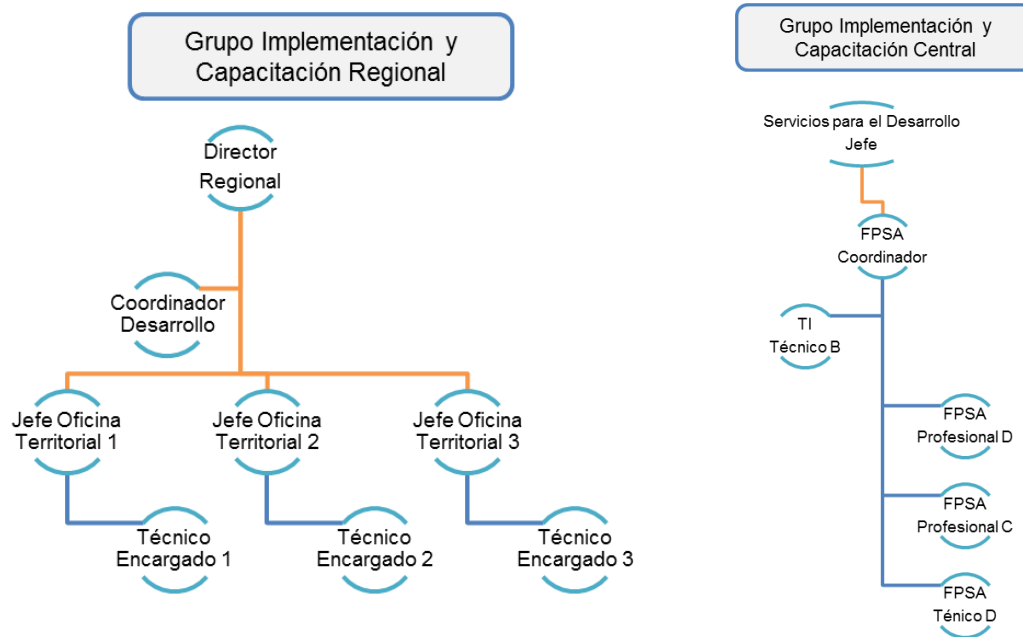 Grupo Implementación y
Capacitación Regional
Director
Regional
Coordinador
Desarrollo
Jefe Oficina
Territorial 1
Jefe Oficina
Territorial 2
Jefe Oficina
Territorial 3
Técnico
Encargado 1
Técnico
Encargado 2
Técnico
Encargado 3
Grupo Implementación y
Capacitación Central
Servicios para el Desarrollo
Jefe
FPSA
Coordinador
TI
Técnico B
FPSA
Profesional D
FPSA
Profesional C
FPSA
Ténico D